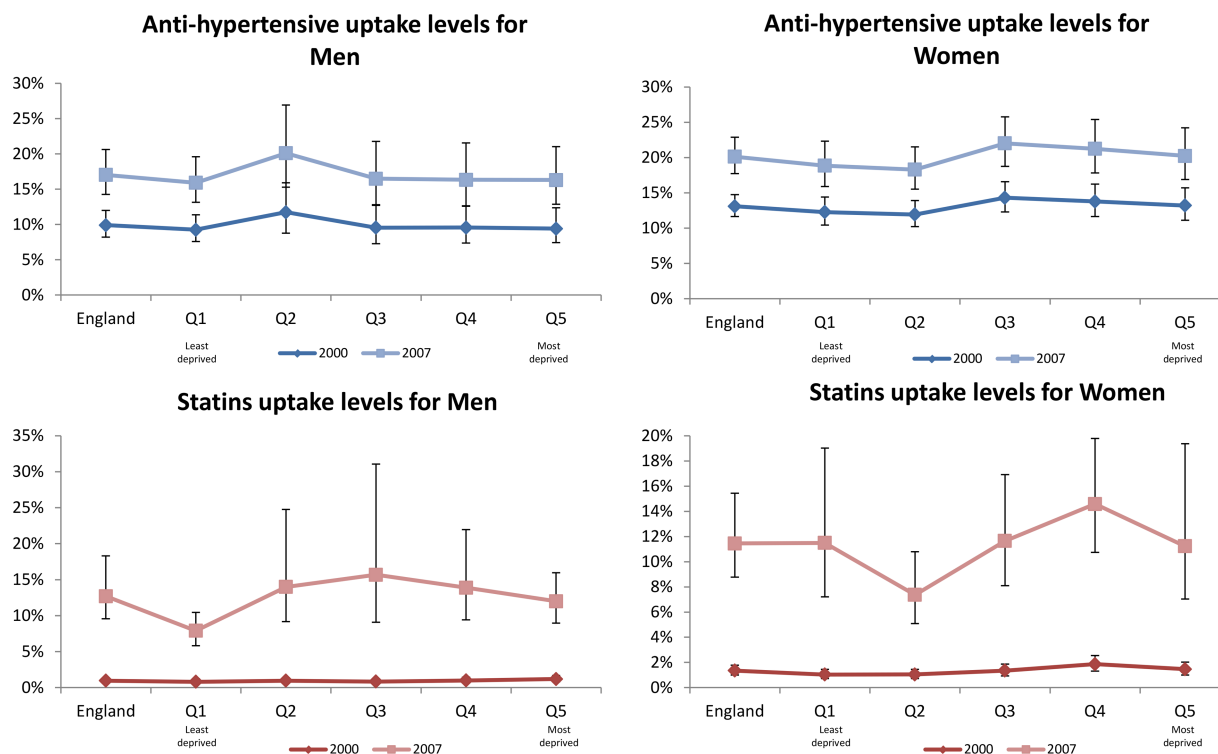 Anti-hypertensive uptake levels for
Men
30%
25%
20%
15%
10%
5%
0%
England Q1 Q2 Q3 Q4 Q5
Least
deprived
Most
deprived
2000 2007
Anti-hypertensive uptake levels for
Women
30%
25%
20%
15%
10%
5%
0%
England Q1 Q2 Q3 Q4 Q5
Least
deprived
Most
deprived
2000 2007
Statins uptake levels for Men
35%
30%
25%
20%
15%
10%
5%
0%
England Q1 Q2 Q3 Q4 Q5
Least
deprived
Most
deprived
2000 2007
Statins uptake levels for Women
20%
18%
16%
14%
12%
10%
8%
6%
4%
2%
0%
England Q1 Q2 Q3 Q4 Q5
Least
deprived
Most
deprived
2000 2007